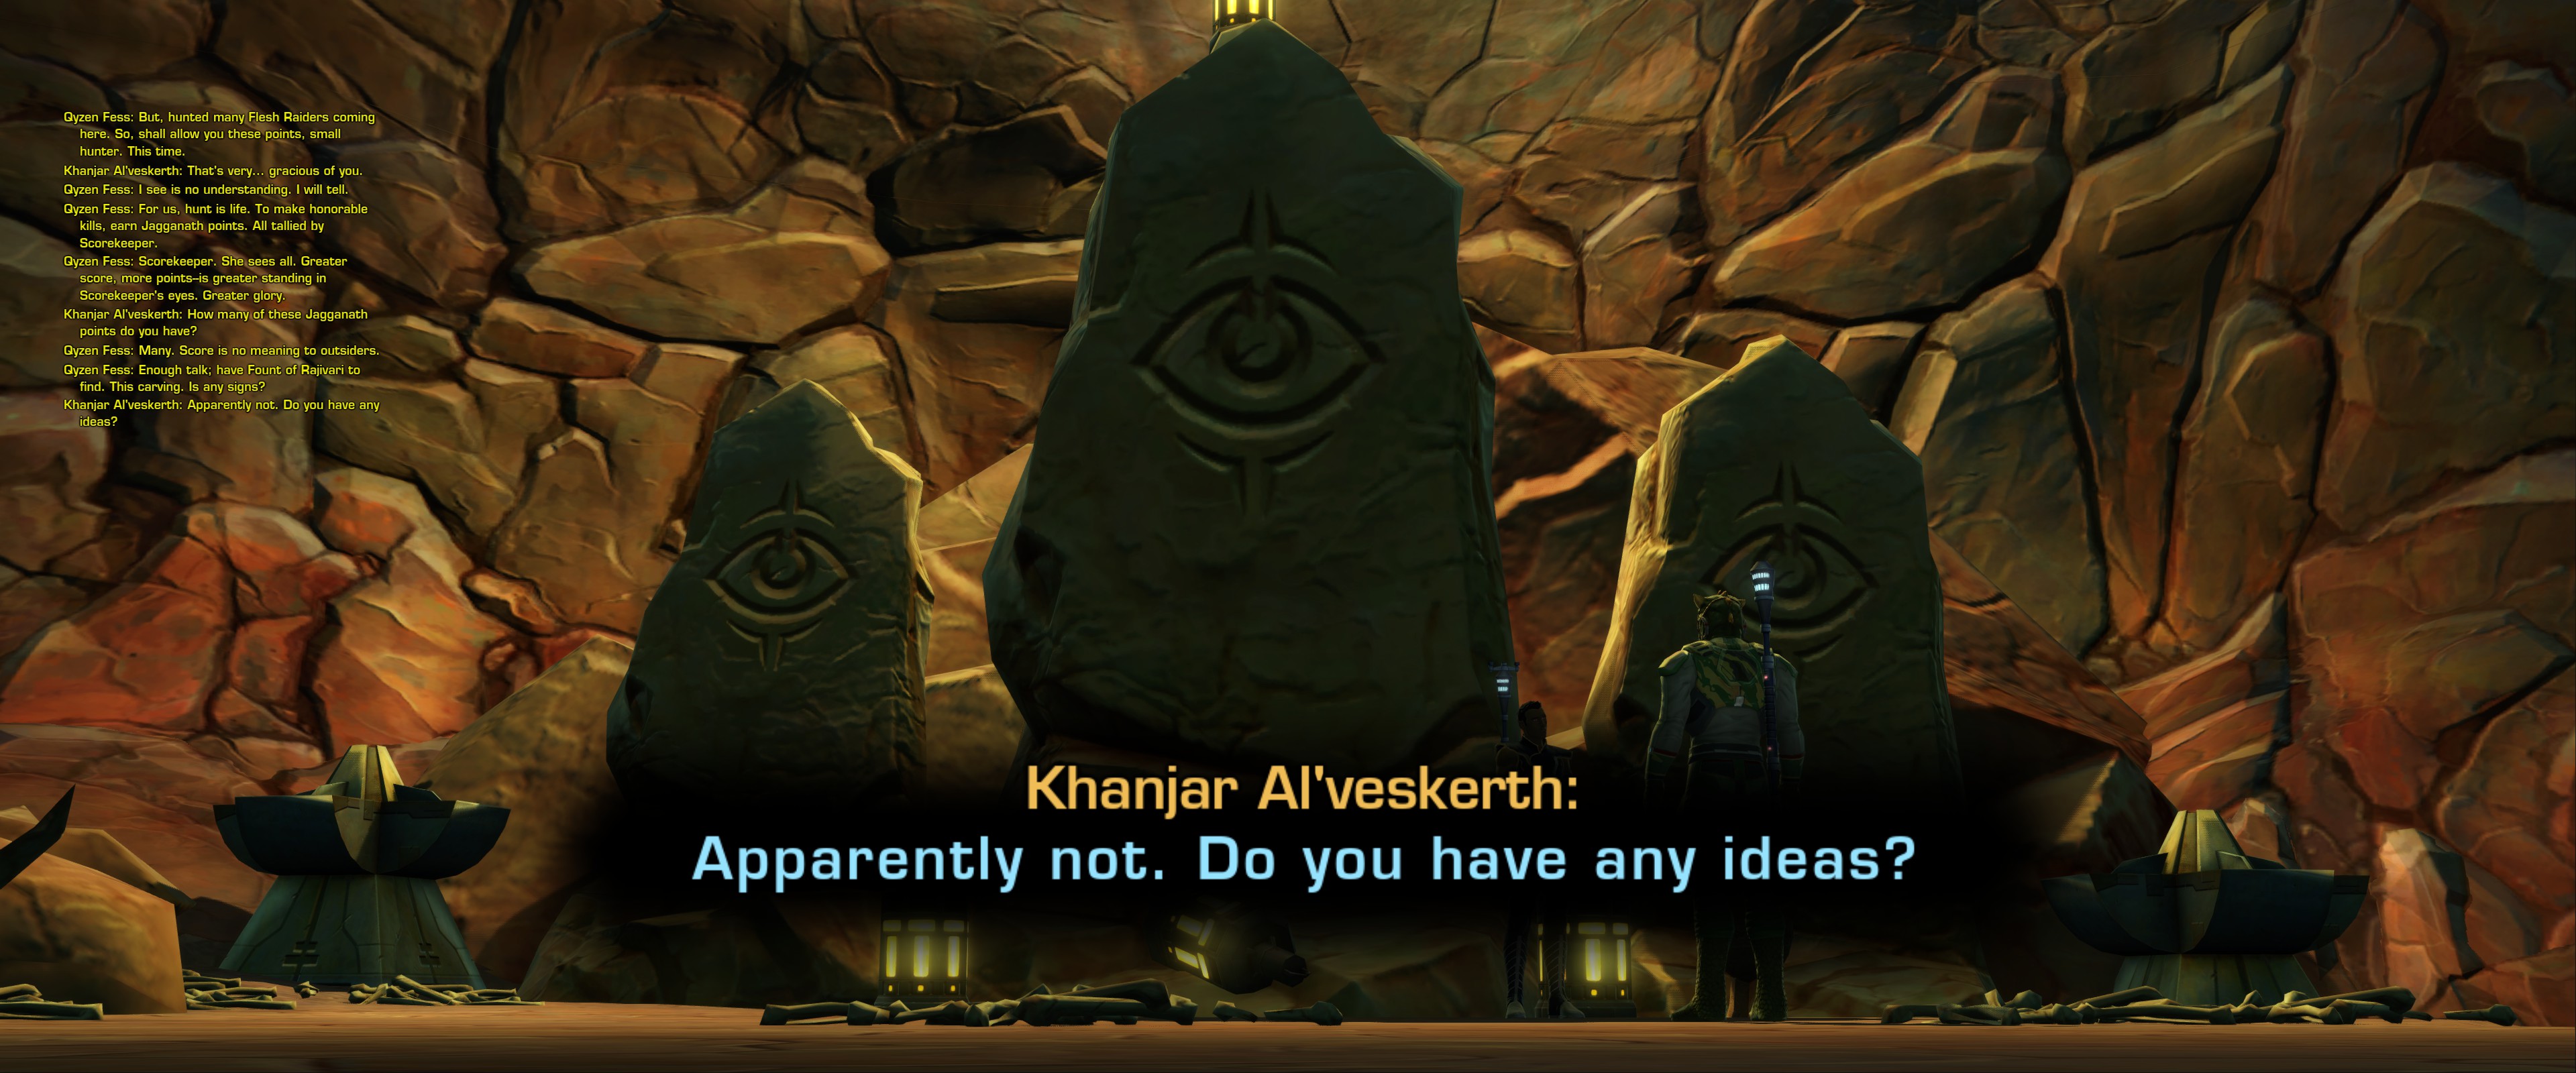 Qyzen Fess: But, hunted many Flesh Raiders coming
here. So, shall allow you these points, small
hunter. This time.
Khanjar Al'veskerth: That's very... gracious of you.
Qyzen Fess: I see is no understanding. I will tell.
Qyzen Fess: For us, hunt is life. To make honorable
kills, earn Jagganath points. All tallied by
Scorekeeper.
Qyzen Fess: Scorekeeper. She sees all. Greater
score, more points–is greater standing in
Scorekeeper's eyes. Greater glory.
Khanjar Al'veskerth: How many of these Jagganath
points do you have?
Qyzen Fess: Many. Score is no meaning to outsiders.
Qyzen Fess: Enough talk; have Fount of Rajivari to
find. This carving. Is any signs?
Khanjar Al'veskerth: Apparently not. Do you have any
ideas?
Khanjar Al'veskerth:
Apparently not. Do you have any ideas?